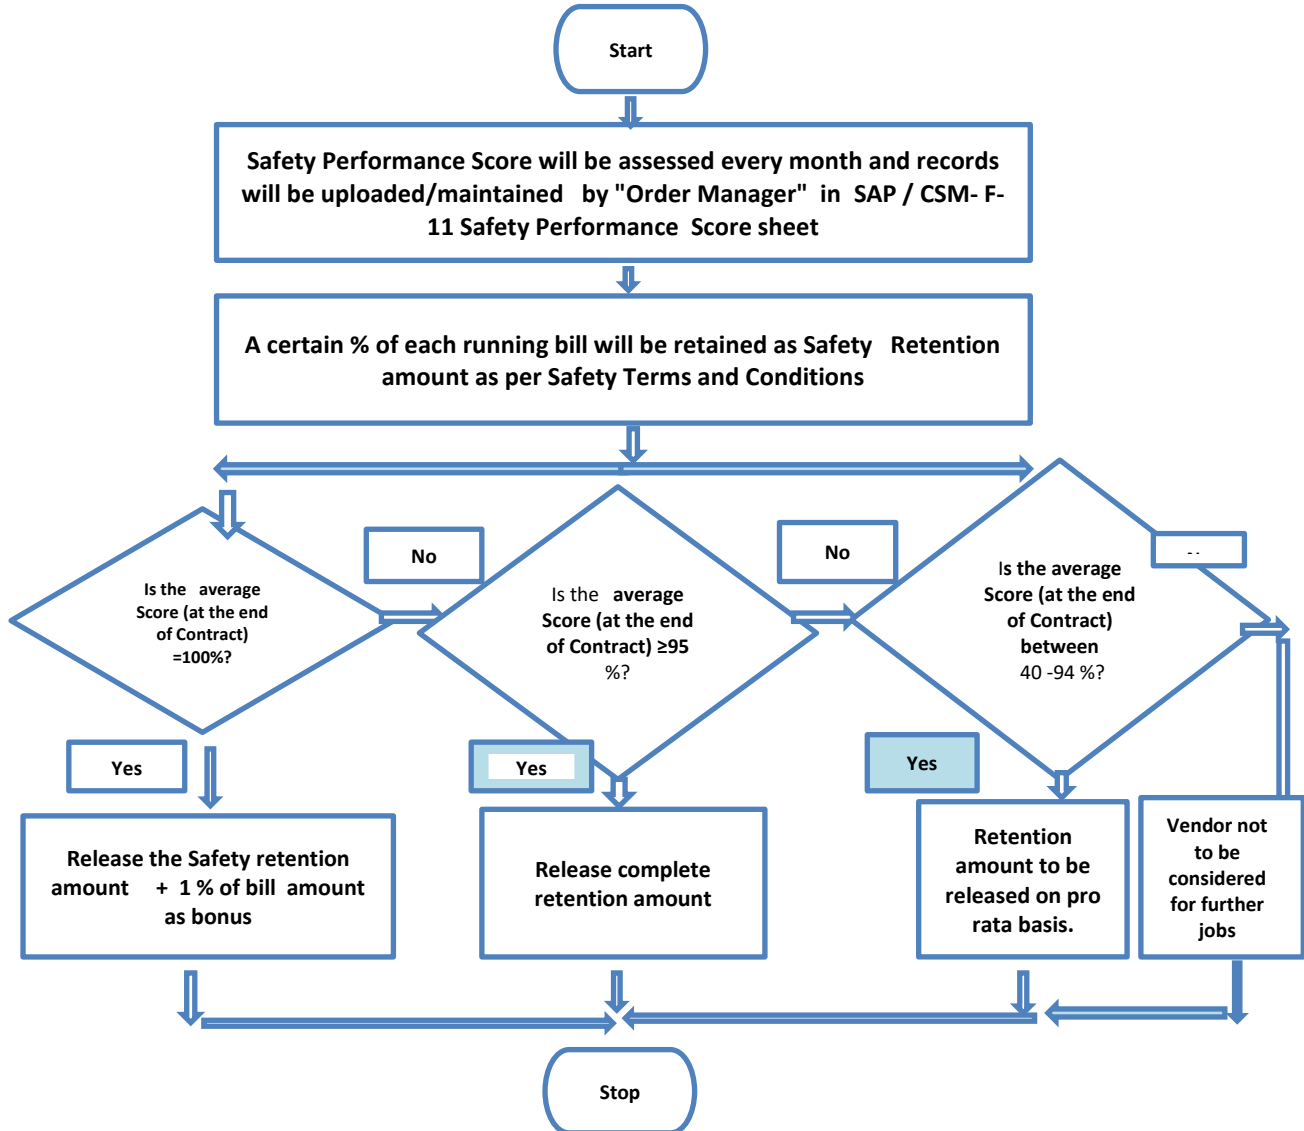 Start
Safety Performance Score will be assessed every month and records
will be uploaded/maintained by "Order Manager" in SAP / CSM- F-
11 Safety Performance Score sheet
A certain % of each running bill will be retained as Safety Retention
amount as per Safety Terms and Conditions
Is the average
Score (at the end
of Contract)
=100%?
No
Is the average
Score (at the end
of Contract) ≥95
%?
No
Is the average
Score (at the end
of Contract)
between
40 -94 %?
Yes
Yes
Yes
Release the Safety retention
amount + 1 % of bill amount
as bonus
Release complete
retention amount
Retention
amount to be
released on pro
rata basis.
Vendor not
to be
considered
for further
jobs
Stop